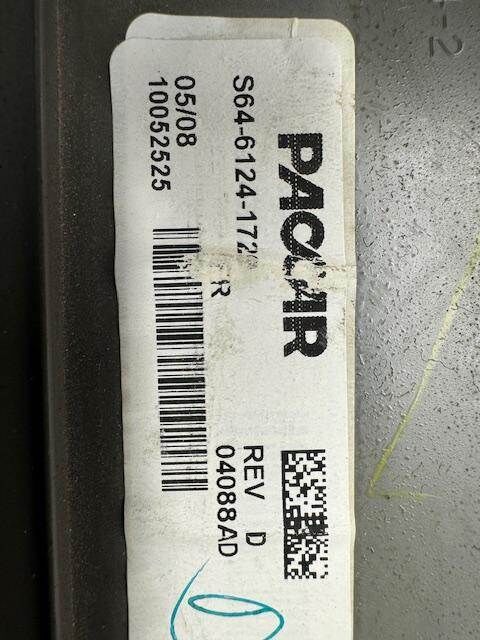 PACCAR
S64-6124-172
R
REV D
04088AD
05/08
10052525